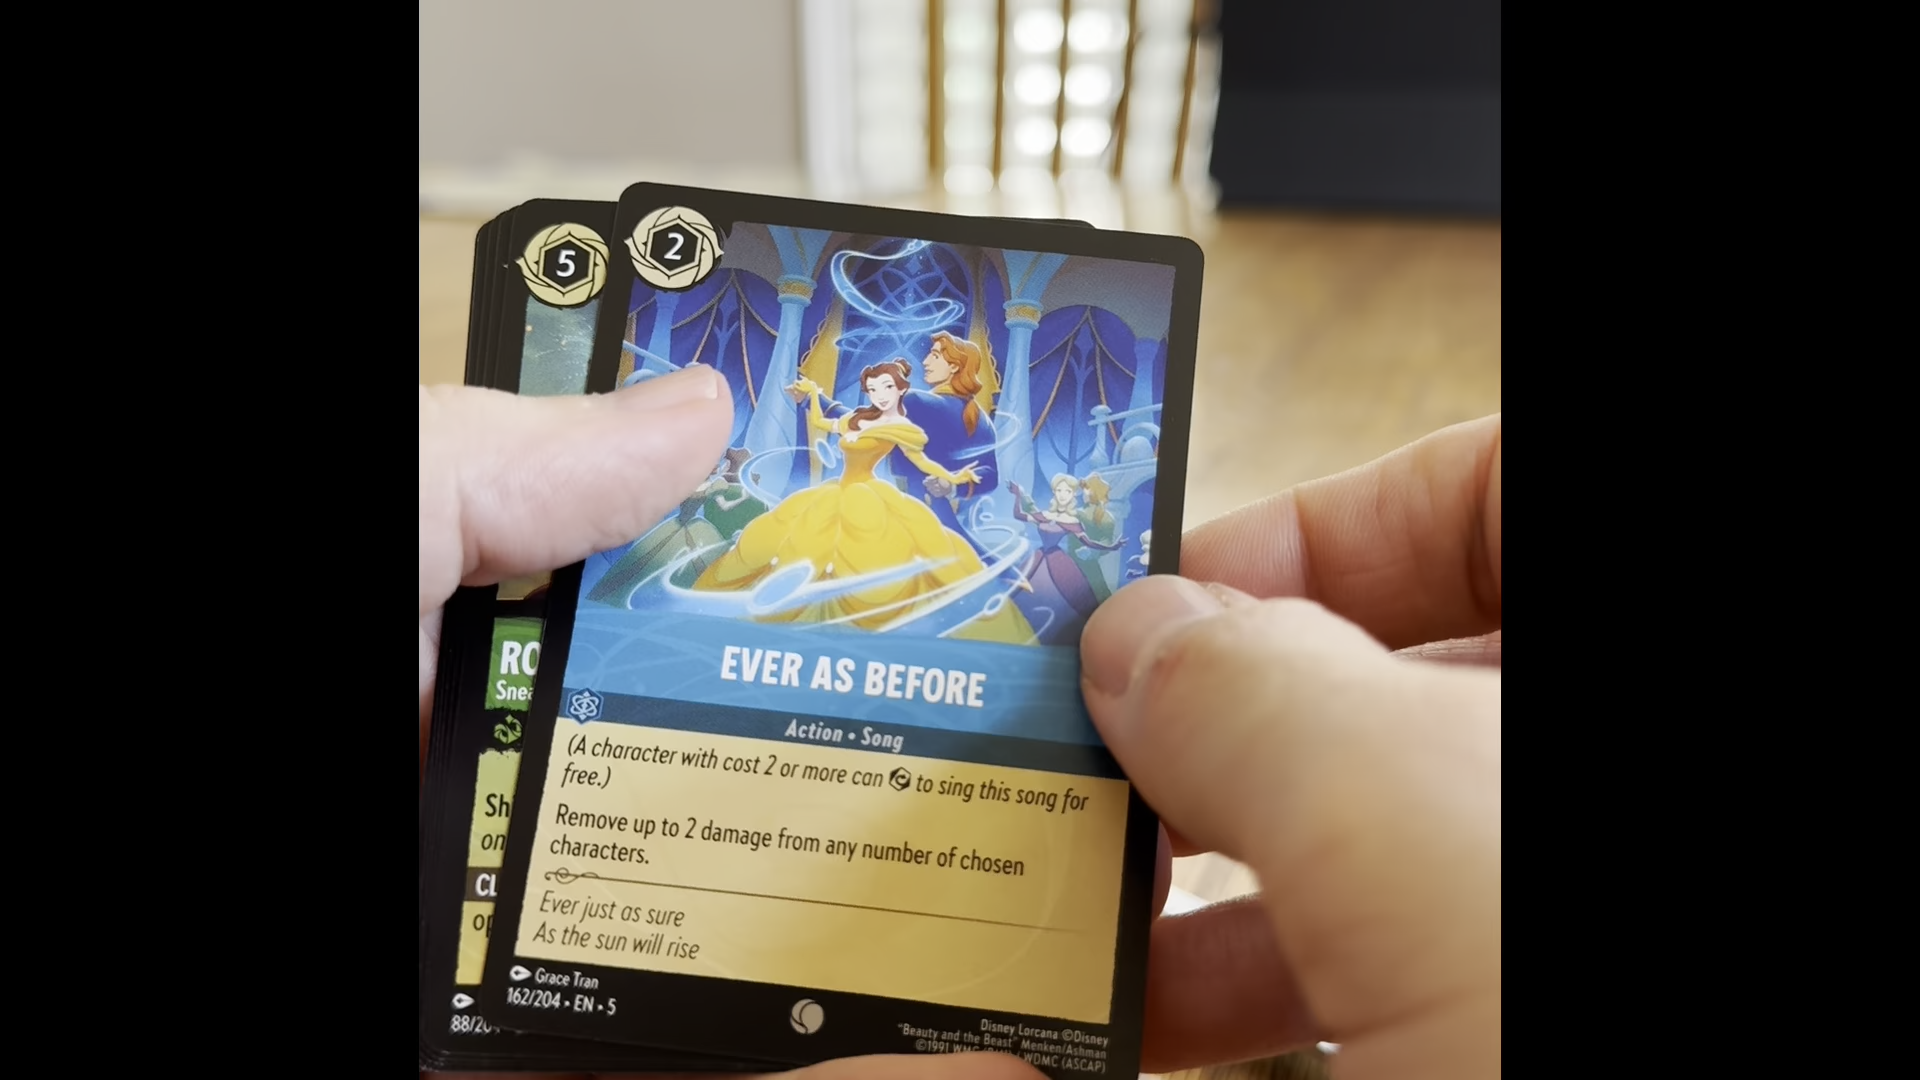 5
2
EVER AS BEFORE
Action • Song
(A character with cost 2 or more can to sing this song for
free.)
Remove up to 2 damage from any number of chosen
characters.
Ever just as sure
As the sun will rise
Grace Tran
162/204 • EN • 5
Disney Lorcana ©Disney
"Beauty and the Beast" Menken/Ashman
©1991 / WDMC (ASCAP)
RO
Snea
Shi
on
CL
op
88/20